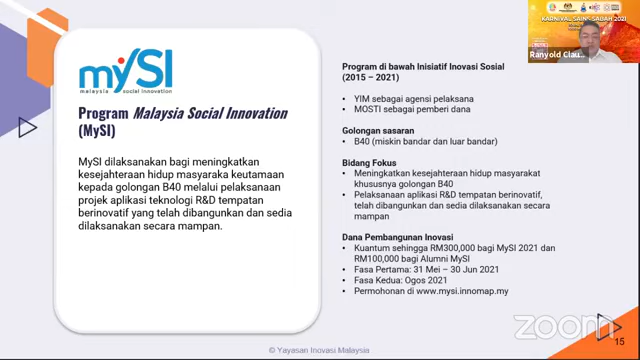 mySI
malaysia social innovation
Program Malaysia Social Innovation
(MySI)
MySI dilaksanakan bagi meningkatkan
kesejahteraan hidup masyaraka keutamaan
kepada golongan B40 melalui pelaksanaan
projek aplikasi teknologi R&D tempatan
berinovatif yang telah dibangunkan dan sedia
dilaksanakan secara mampan.
Program di bawah Inisiatif Inovasi Sosial
(2015 – 2021)
• YIM sebagai agensi pelaksana
• MOSTI sebagai pemberi dana
Golongan sasaran
• B40 (miskin bandar dan luar bandar)
Bidang Fokus
• Meningkatkan kesejahteraan hidup masyarakat
khususnya golongan B40
• Pelaksanaan aplikasi R&D tempatan berinovatif,
telah dibangunkan dan sedia dilaksanakan secara
mampan
Dana Pembangunan Inovasi
• Kuantum sehingga RM300,000 bagi MySI 2021 dan
RM100,000 bagi Alumni MySI
• Fasa Pertama: 31 Mei – 30 Jun 2021
• Fasa Kedua: Ogos 2021
• Permohonan di www.mysi.innomap.my
KARNIVAL SAINS SABAH 2021
Ranyold Clau...
zoom
15
© Yayasan Inovasi Malaysia